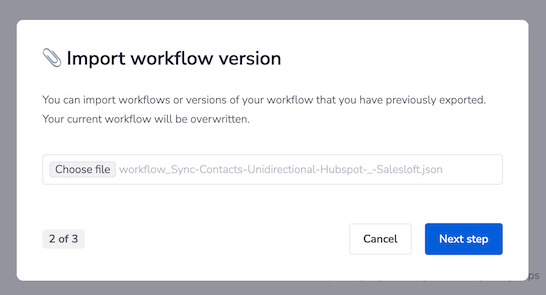 Import workflow version
You can import workflows or versions of your workflow that you have previously exported.
Your current workflow will be overwritten.
Choose file workflow_Sync-Contacts-Unidirectional-Hubspot-_-Salesloft.json
2 of 3 Cancel Next step